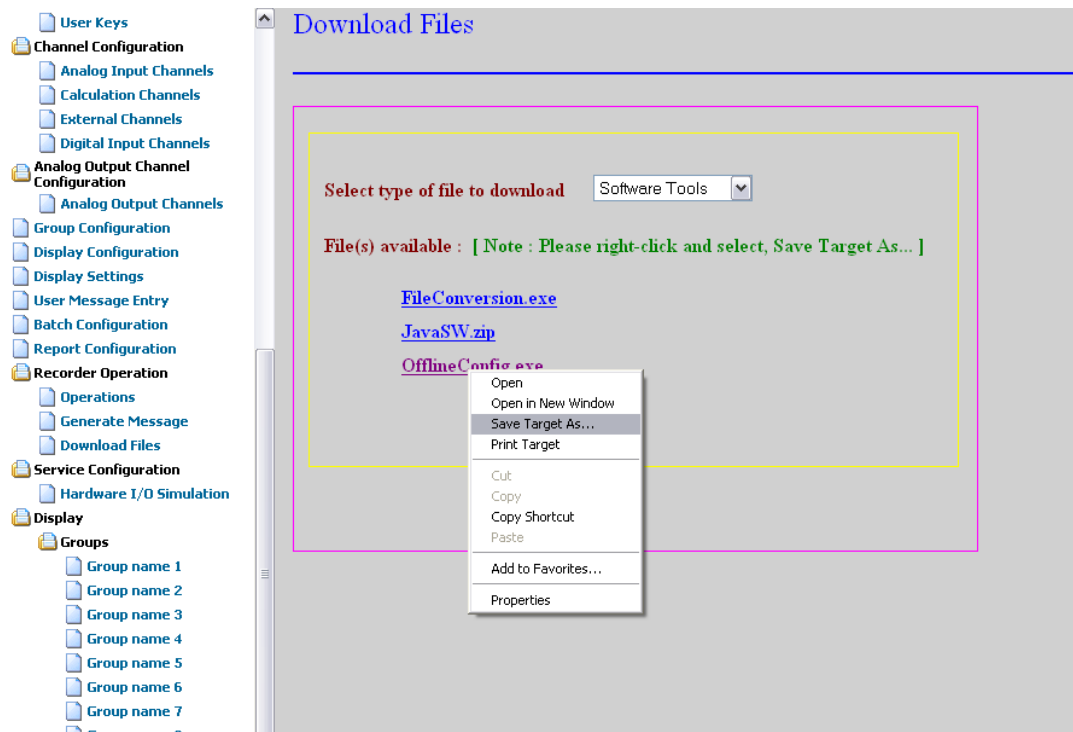 User Keys
Channel Configuration
Analog Input Channels
Calculation Channels
External Channels
Digital Input Channels
Analog Output Channel
Configuration
Analog Output Channels
Group Configuration
Display Configuration
Display Settings
User Message Entry
Batch Configuration
Report Configuration
Recorder Operation
Operations
Generate Message
Download Files
Service Configuration
Hardware I/O Simulation
Display
Groups
Group name 1
Group name 2
Group name 3
Group name 4
Group name 5
Group name 6
Group name 7
Download Files
Select type of file to download Software Tools
File(s) available : [ Note : Please right-click and select, Save Target As... ]
FileConversion.exe
JavaSW.zip
OfflineConfig.exe
Open
Open in New Window
Save Target As...
Print Target
Cut
Copy
Copy Shortcut
Paste
Add to Favorites...
Properties